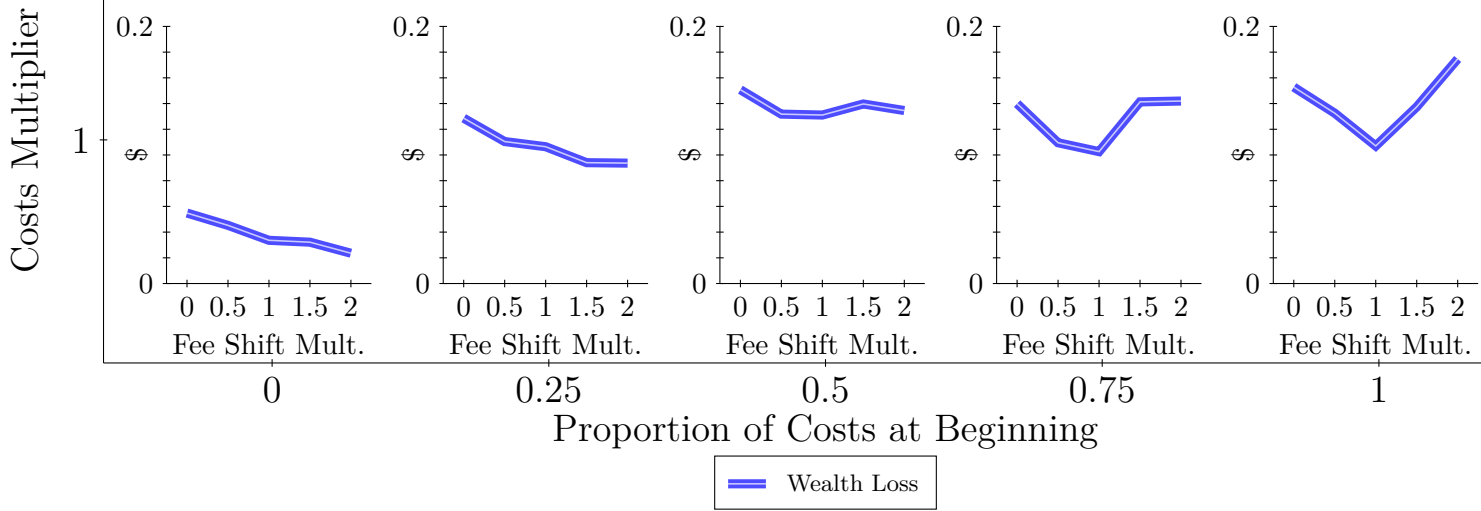 Costs Multiplier
1
0.2 0.2 0.2 0.2 0.2
$ $ $ $ $
0 0 0 0 0
0 0.5 1 1.5 2 0 0.5 1 1.5 2 0 0.5 1 1.5 2 0 0.5 1 1.5 2 0 0.5 1 1.5 2
Fee Shift Mult. Fee Shift Mult. Fee Shift Mult. Fee Shift Mult. Fee Shift Mult.
0 0.25 0.5 0.75 1
Proportion of Costs at Beginning
Wealth Loss